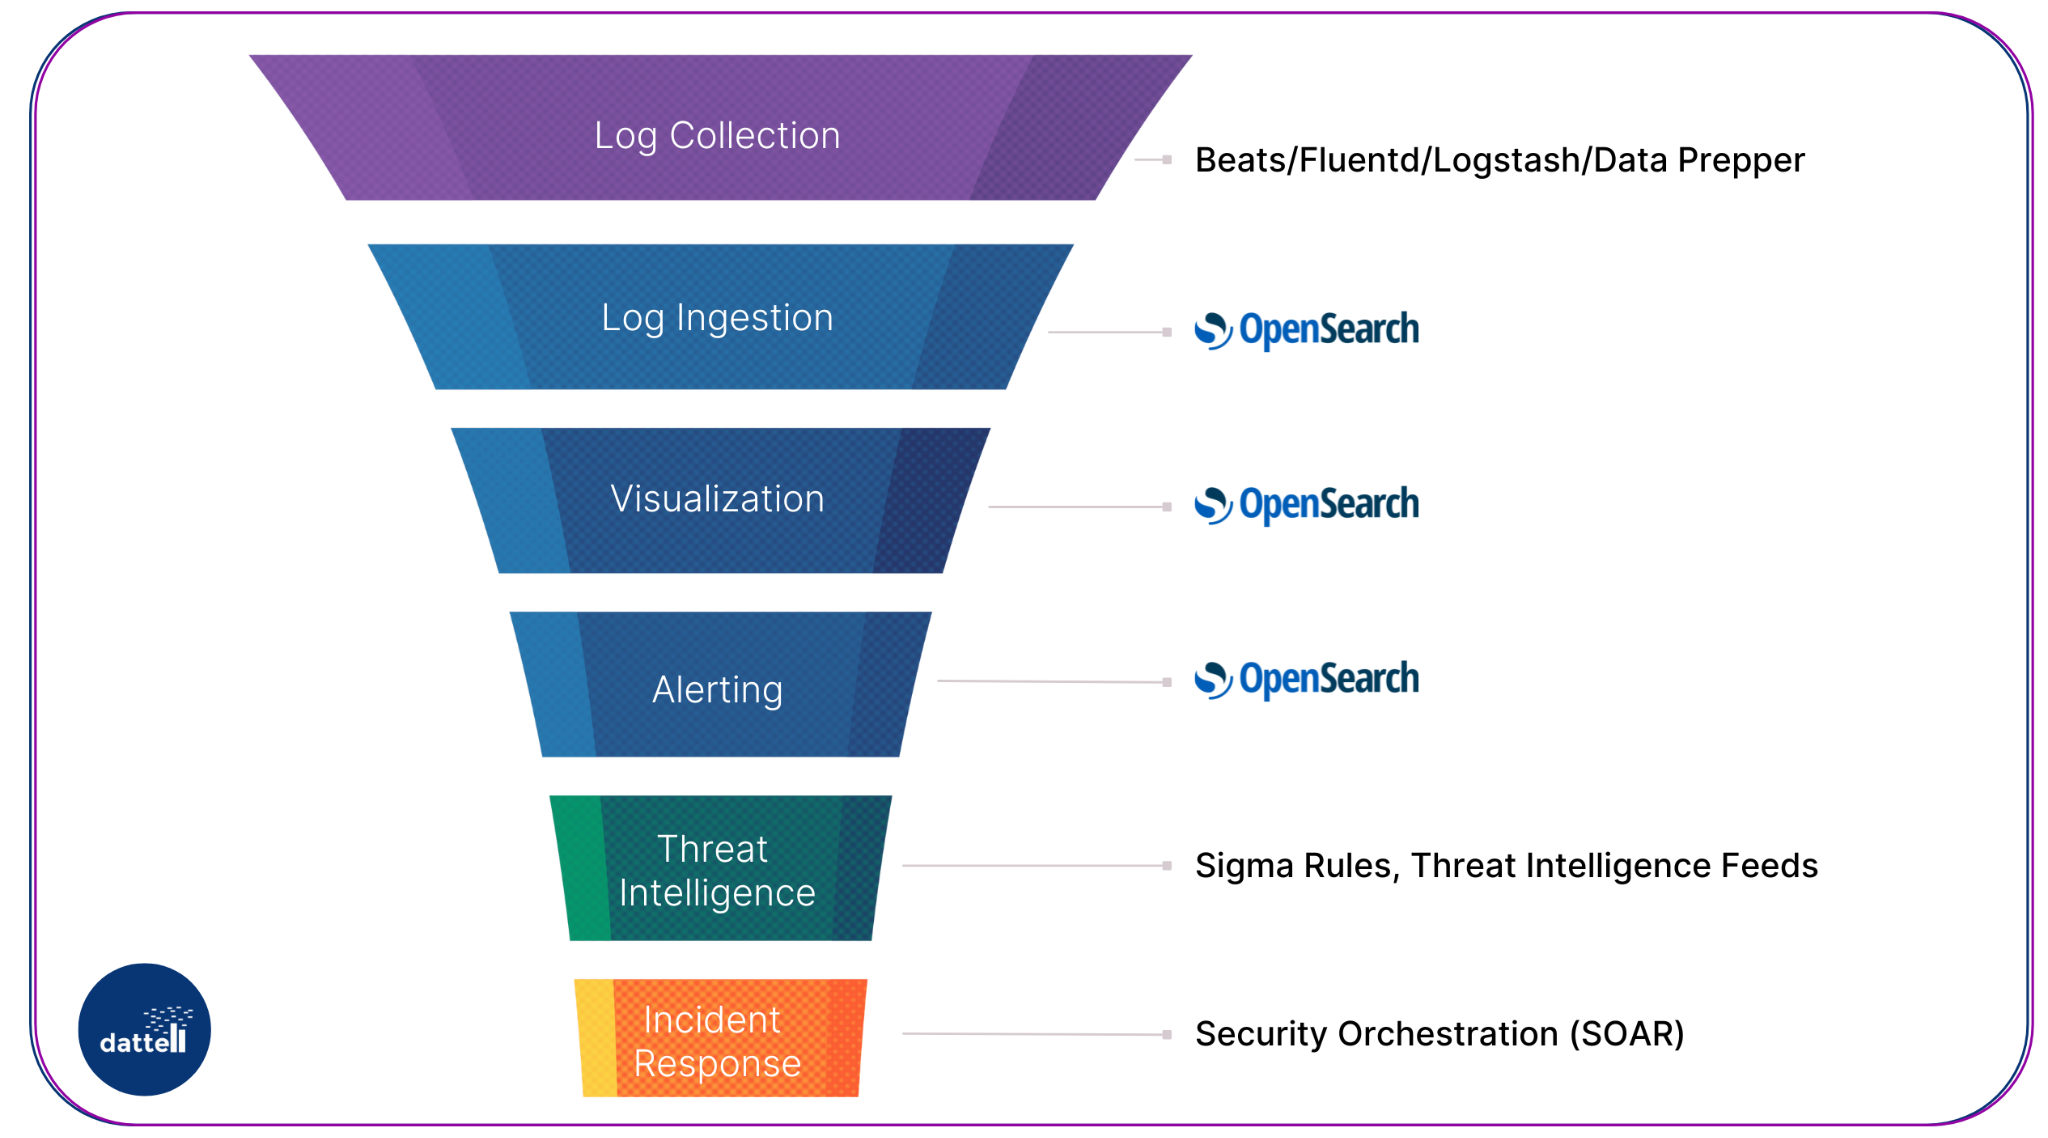 Log Collection
Beats/Fluentd/Logstash/Data Prepper
Log Ingestion
OpenSearch
Visualization
OpenSearch
Alerting
OpenSearch
Threat
Intelligence
Sigma Rules, Threat Intelligence Feeds
Incident
Response
Security Orchestration (SOAR)
dattell